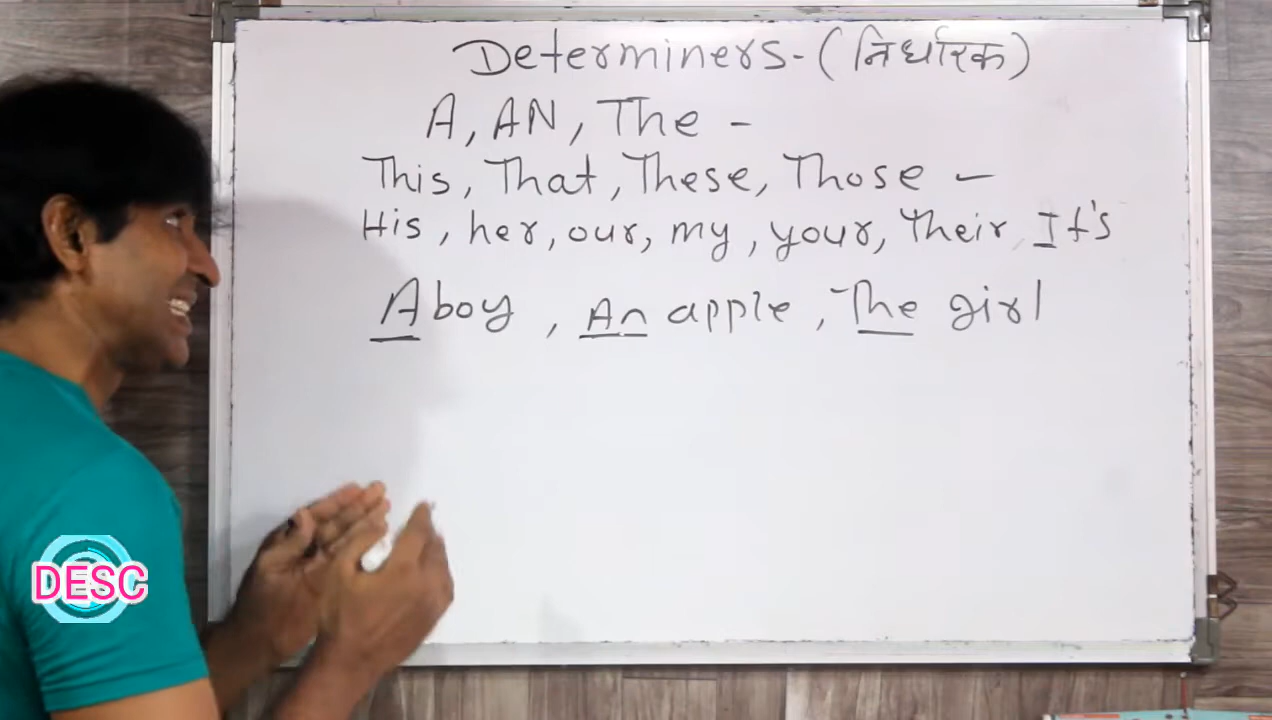 Determiners - (निर्धारक)
A, AN, The -
This, That, These, Those -
His, her, our, my, your, Their, It's
A boy, An apple, The girl
DESC